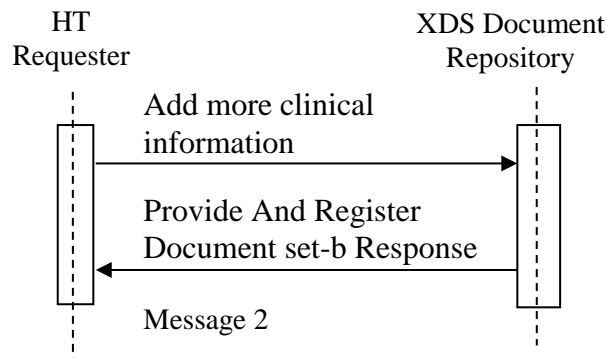 HT
Requester
XDS Document
Repository
Add more clinical
information
Provide And Register
Document set-b Response
Message 2